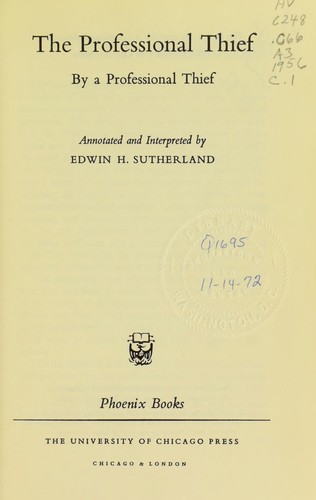 HV
6248
.C66
A3
1956
C.1
The Professional Thief
By a Professional Thief
Annotated and Interpreted by
EDWIN H. SUTHERLAND
Q1695
11-14-72
Phoenix Books
THE UNIVERSITY OF CHICAGO PRESS
CHICAGO & LONDON